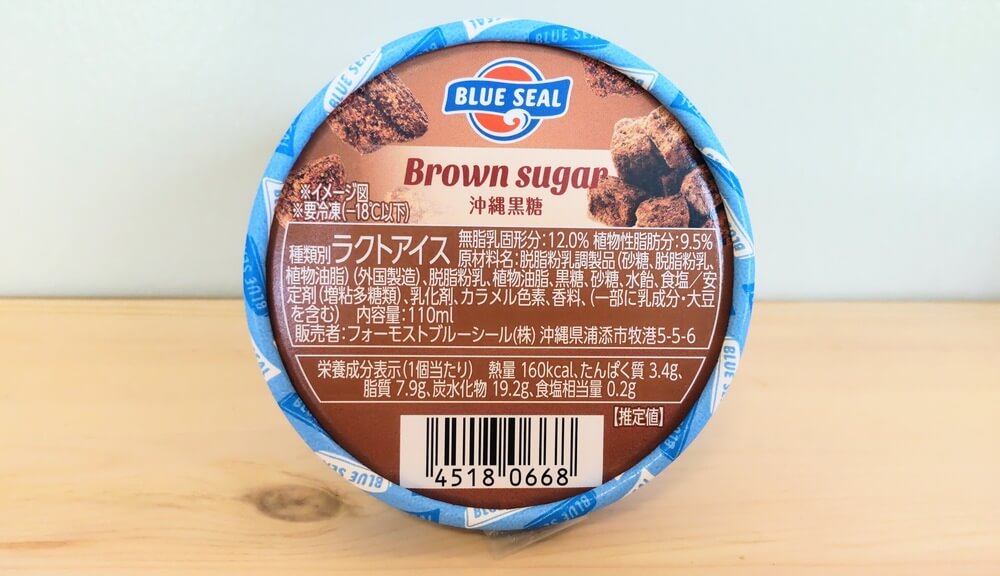 BLUE SEAL
Brown sugar
沖縄黒糖
※イメージ図
※要冷凍(−18℃以下)
種類別ラクトアイス 無脂乳固形分:12.0% 植物性脂肪分:9.5%
原材料名:脱脂粉乳調製品(砂糖、脱脂粉乳、
植物油脂)(外国製造)、脱脂粉乳、植物油脂、黒糖、砂糖、水飴、食塩/安
定剤(増粘多糖類)、乳化剤、カラメル色素、香料、(一部に乳成分・大豆
を含む) 内容量:110ml
販売者:フォーモストブルーシール(株) 沖縄県浦添市牧港5-5-6
栄養成分表示(1個当たり) 熱量 160kcal、たんぱく質 3.4g、
脂質 7.9g、炭水化物 19.2g、食塩相当量 0.2g
【推定値】
4518 0668
BLUE SEAL
BLUE SEAL
BLUE SEAL
BLUE SEAL